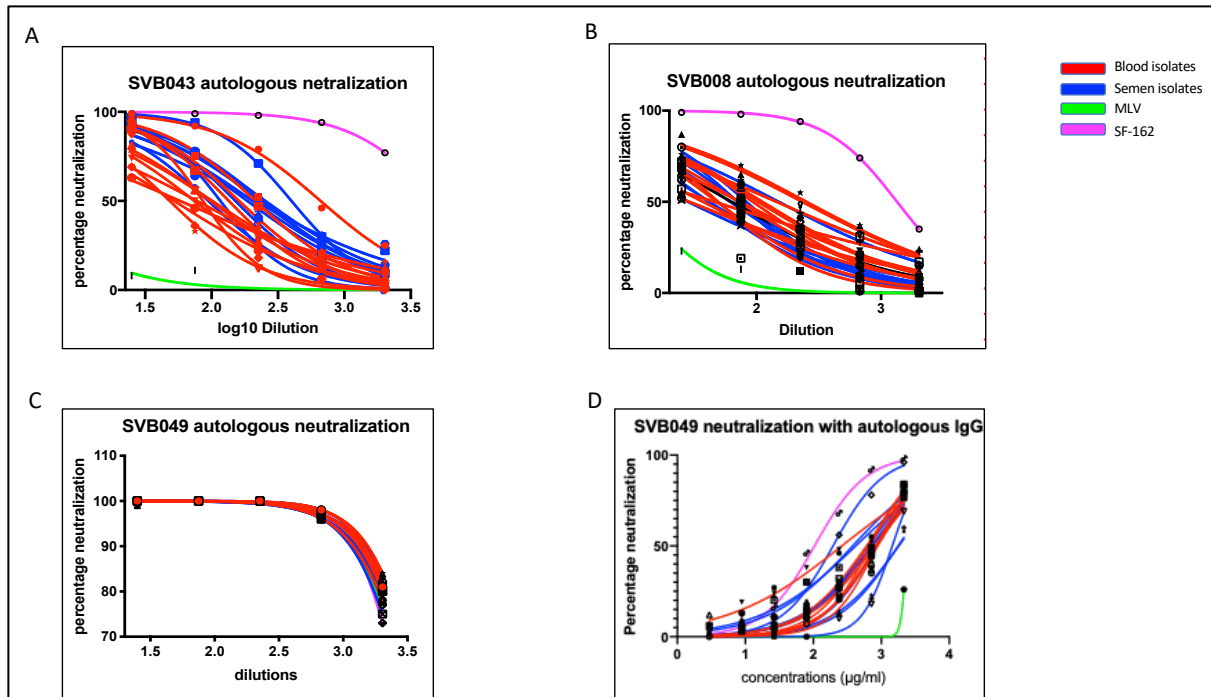 A
SVB043 autologous netralization
percentage neutralization
100
50
0
1.0
1.5
2.0
2.5
3.0
3.5
log10 Dilution
B
SVB008 autologous neutralization
percentage neutralization
100
50
0
2
3
Dilution
Blood isolates
Semen isolates
MLV
SF-162
C
SVB049 autologous neutralization
percentage neutralization
110
100
90
80
70
1.5
2.0
2.5
3.0
3.5
dilutions
D
SVB049 neutralization with autologous IgG
Percentage neutralization
100
50
0
0
1
2
3
4
concentrations (µg/ml)